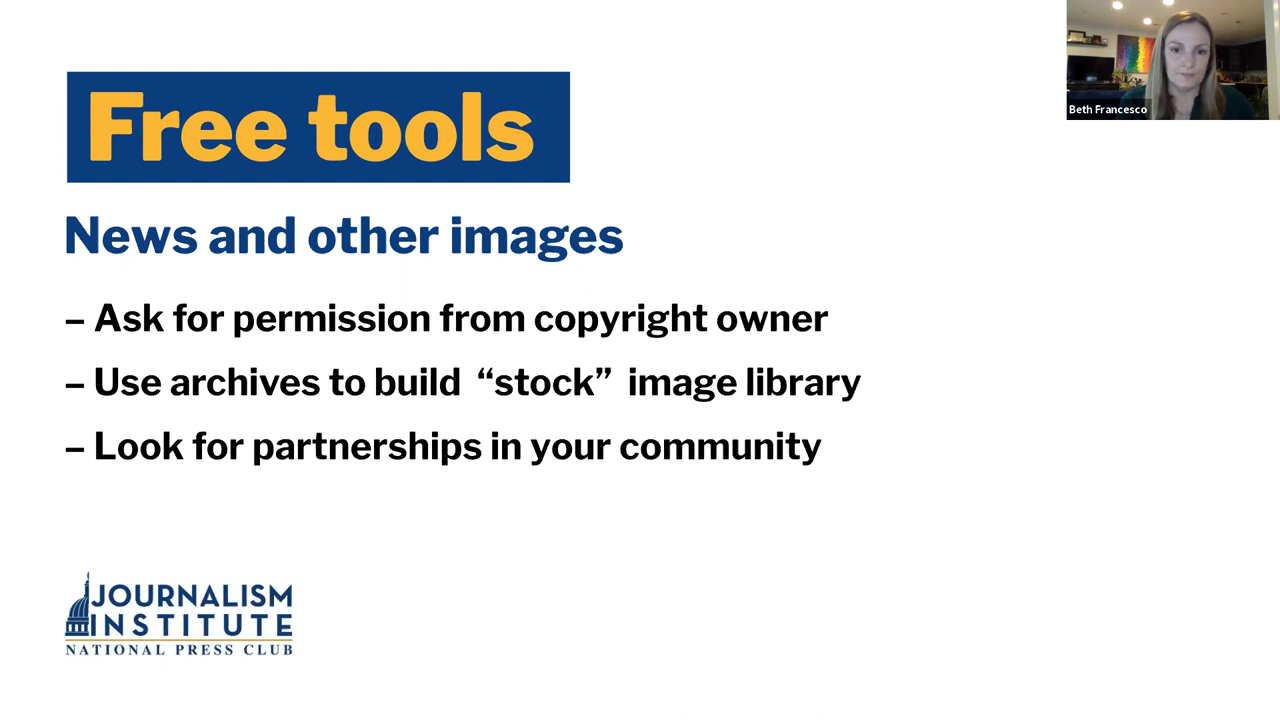 Free tools
News and other images
– Ask for permission from copyright owner
– Use archives to build “st” image library
– Look for partnerships in your community
JOURNALISM
INSTITUTE
NATIONAL PRESS CLUB
Beth Francesco